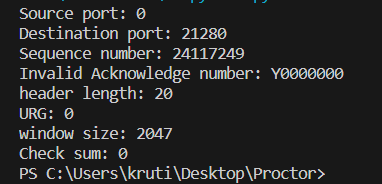 Source port: 0
Destination port: 21280
Sequence number: 24117249
Invalid Acknowledge number: Y0000000
header length: 20
URG: 0
window size: 2047
Check sum: 0
PS C:\Users\kruti\Desktop\Proctor>